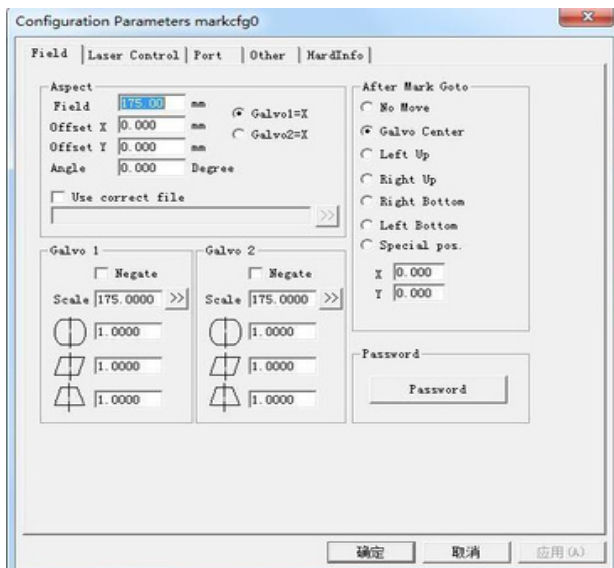 Configuration Parameters markcfg0
Field Laser Control Port Other HardInfo
Aspect
Field 175.00 mm
Offset X 0.000 mm
Offset Y 0.000 mm
Angle 0.000 Degree
Galvo1=X
Galvo2=X
Use correct file
>>
Galvo 1
Negate
Scale 175.0000 >>
1.0000
1.0000
1.0000
Galvo 2
Negate
Scale 175.0000 >>
1.0000
1.0000
1.0000
After Mark Goto
No Move
Galvo Center
Left Up
Right Up
Right Bottom
Left Bottom
Special pos.
X 0.000
Y 0.000
Password
Password
确定 取消 应用(A)